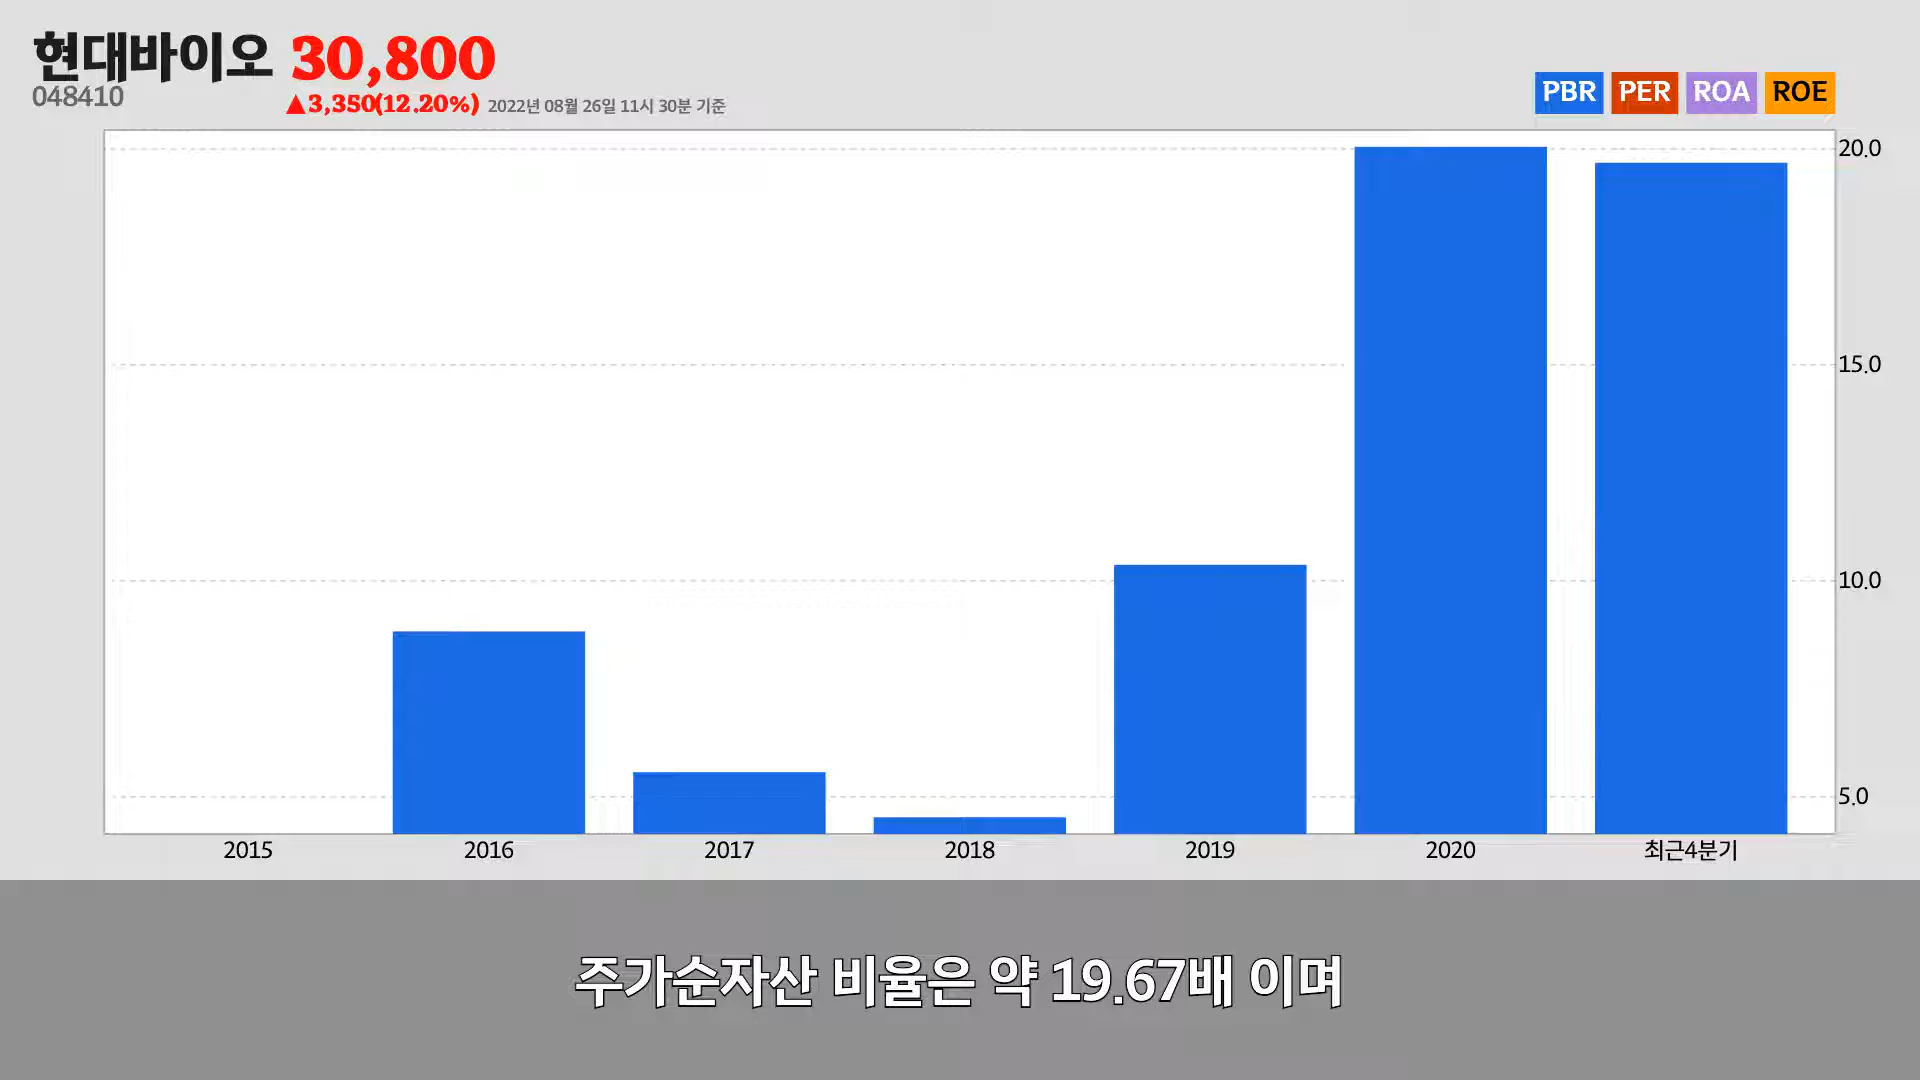 현대바이오 30,800
048410
▲3,350(12.20%) 2022년 08월 26일 11시 30분 기준
PBR PER ROA ROE
20.0
15.0
10.0
5.0
2015 2016 2017 2018 2019 2020 최근4분기
주가순자산 비율은 약 19.67배 이며